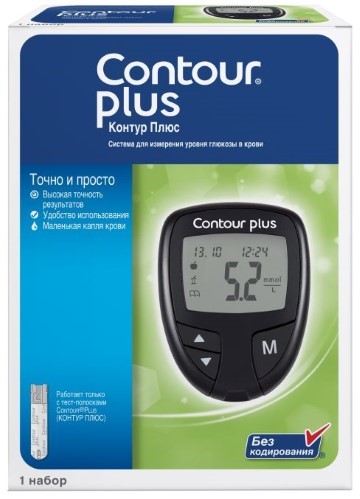 Contour®
plus
Контур Плюс
Система для измерения уровня глюкозы в крови
Точно и просто
Высокая точность
результатов
Удобство использования
Маленькая капля крови
Contour plus
13.10 12:24
5.2 mmol
L
M
Работает только
с тест-полосками
Contour®Plus
(КОНТУР ПЛЮС)
Без
кодирования
1 набор